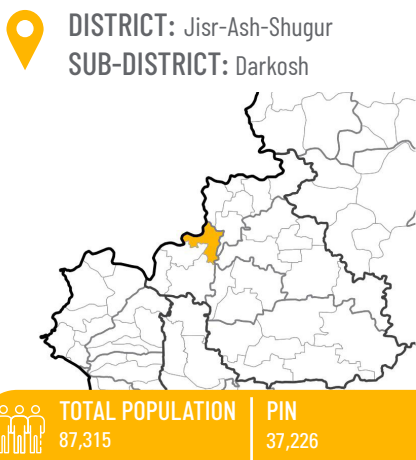 DISTRICT: Jisr-Ash-Shugur
SUB-DISTRICT: Darkosh
TOTAL POPULATION
87,315
PIN
37,226